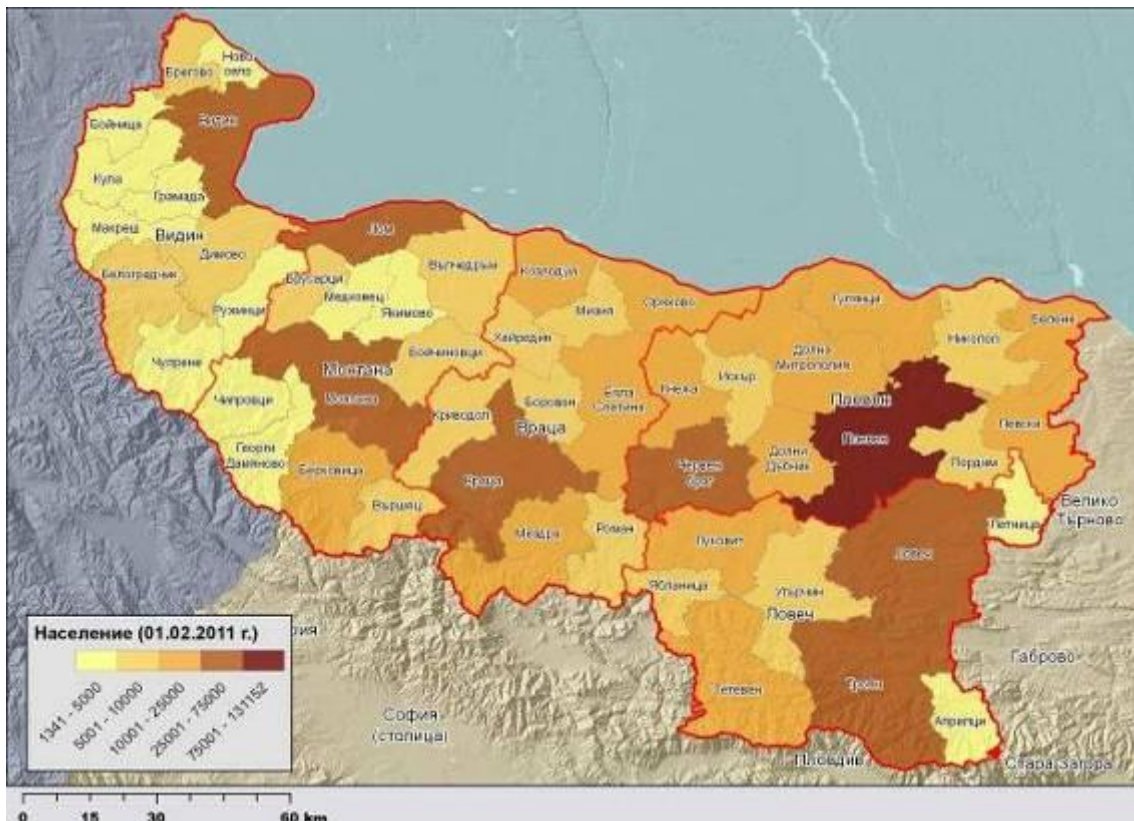 Ново
село
Брегово
Видин
Бойница
Кула
Грамада
Макреш
Видин
Димово
Белоградчик
Ружинци
Чупрене
Лом
Вълчедръм
Брусарци
Медковец
Якимово
Бойчиновци
Монтана
Монтана
Чипровци
Георги
Дамяново
Берковица
Вършец
Козлодуй
Мизия
Оряхово
Хайредин
Борован
Бяла
Слатина
Криводол
Враца
Враца
Мездра
Роман
Гулянци
Никопол
Белене
Долна
Митрополия
Искър
Кнежа
Плевен
Плевен
Левски
Пордим
Червен
бряг
Долни
Дъбник
Велико
Търново
Летница
Луковит
Ловеч
Ябланица
Угърчин
Ловеч
Тетевен
Троян
Априлци
Габрово
София
(столица)
Пловдив
Стара Загора
Население (01.02.2011 г.)
1341 - 5000
5001 - 10000
10001 - 25000
25001 - 75000
75001 - 131152
0 15 30 60 km